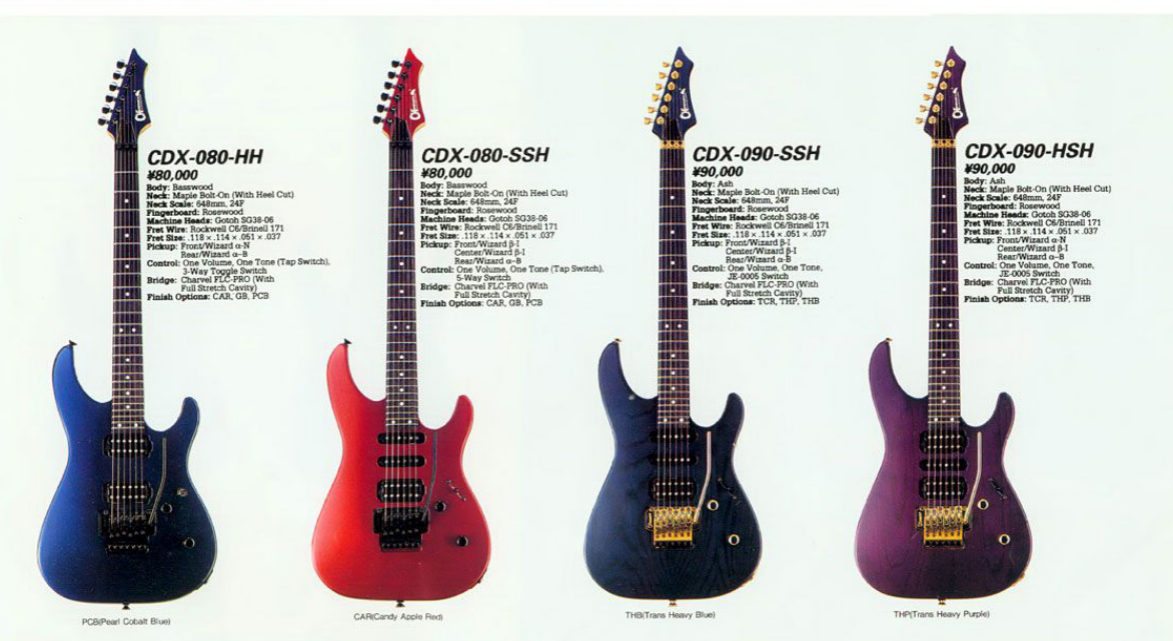 CDX-080-HH
¥80,000
Body: Basswood
Neck: Maple Bolt-On (With Heel Cut)
Neck Scale: 648mm, 24F
Fingerboard: Rosewood
Machine Heads: Gotoh SG38-06
Fret Wire: Rockwell C6/Brinell 171
Fret Size: .118 × .114 × .051 × .037
Pickup: Front/Wizard α-N
Rear/Wizard α-B
Control: One Volume, One Tone (Tap Switch),
3-Way Toggle Switch
Bridge: Charvel FLC-PRO (With
Full Stretch Cavity)
Finish Options: CAR, GB, PCB
PCB(Pearl Cobalt Blue)
CDX-080-SSH
¥80,000
Body: Basswood
Neck: Maple Bolt-On (With Heel Cut)
Neck Scale: 648mm, 24F
Fingerboard: Rosewood
Machine Heads: Gotoh SG38-06
Fret Wire: Rockwell C6/Brinell 171
Fret Size: .118 × .114 × .051 × .037
Pickup: Front/Wizard β-I
Center/Wizard β-I
Rear/Wizard α-B
Control: One Volume, One Tone (Tap Switch),
5-Way Switch
Bridge: Charvel FLC-PRO (With
Full Stretch Cavity)
Finish Options: CAR, GB, PCB
CAR(Candy Apple Red)
CDX-090-SSH
¥90,000
Body: Ash
Neck: Maple Bolt-On (With Heel Cut)
Neck Scale: 648mm, 24F
Fingerboard: Rosewood
Machine Heads: Gotoh SG38-06
Fret Wire: Rockwell C6/Brinell 171
Fret Size: .118 × .114 × .051 × .037
Pickup: Front/Wizard β-I
Center/Wizard β-I
Rear/Wizard α-B
Control: One Volume, One Tone,
JE-0005 Switch
Bridge: Charvel FLC-PRO (With
Full Stretch Cavity)
Finish Options: TCR, THP, THB
THB(Trans Heavy Blue)
CDX-090-HSH
¥90,000
Body: Ash
Neck: Maple Bolt-On (With Heel Cut)
Neck Scale: 648mm, 24F
Fingerboard: Rosewood
Machine Heads: Gotoh SG38-06
Fret Wire: Rockwell C6/Brinell 171
Fret Size: .118 × .114 × .051 × .037
Pickup: Front/Wizard α-N
Center/Wizard β-I
Rear/Wizard α-B
Control: One Volume, One Tone,
JE-0005 Switch
Bridge: Charvel FLC-PRO (With
Full Stretch Cavity)
Finish Options: TCR, THP, THB
THP(Trans Heavy Purple)